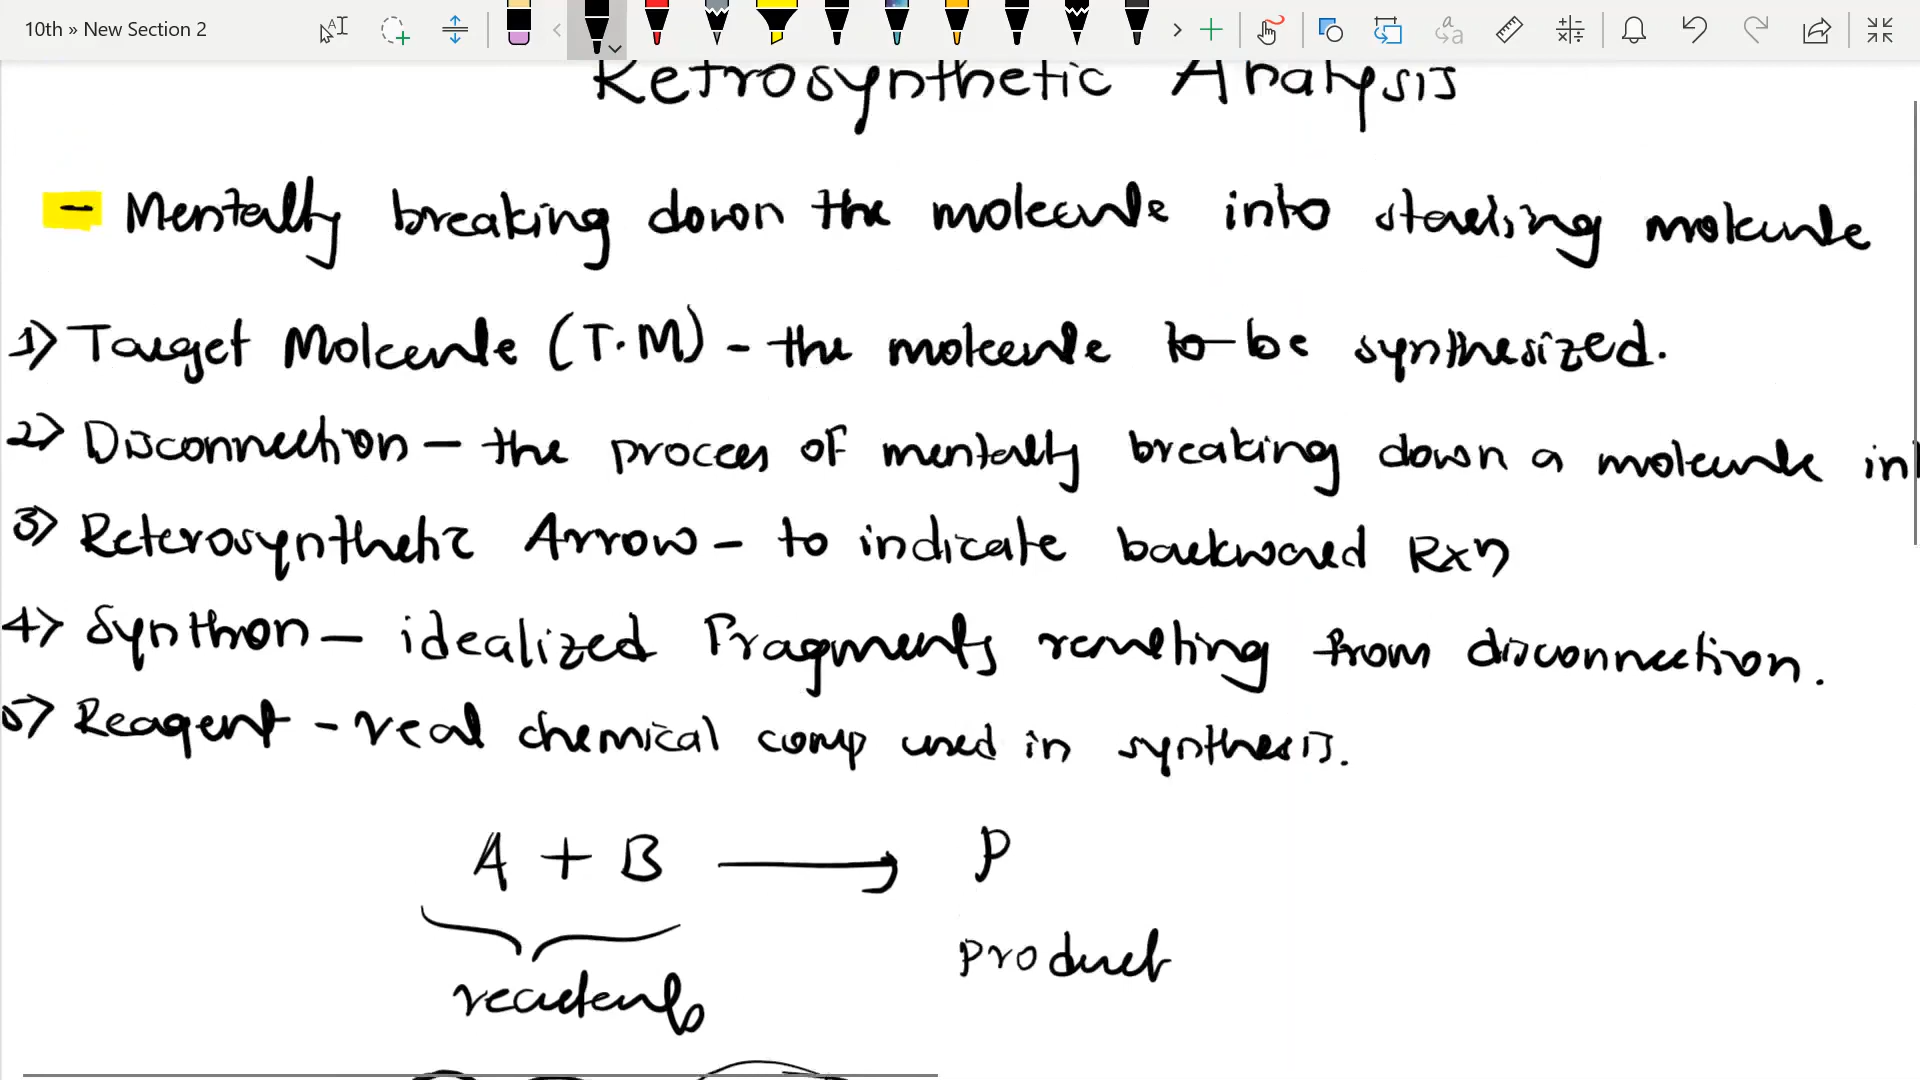 10th » New Section 2
Retrosynthetic Analysis
- Mentally breaking down the molecule into starting molecule
1) Target Molecule (T.M) - the molecule to be synthesized.
2) Disconnection - the process of mentally breaking down a molecule int
3) Reterosynthetic Arrow - to indicate backward Rxn
4) Synthon - idealized Fragments resulting from disconnection.
5) Reagent - real chemical comp used in synthesis.
A + B → P
reactants product